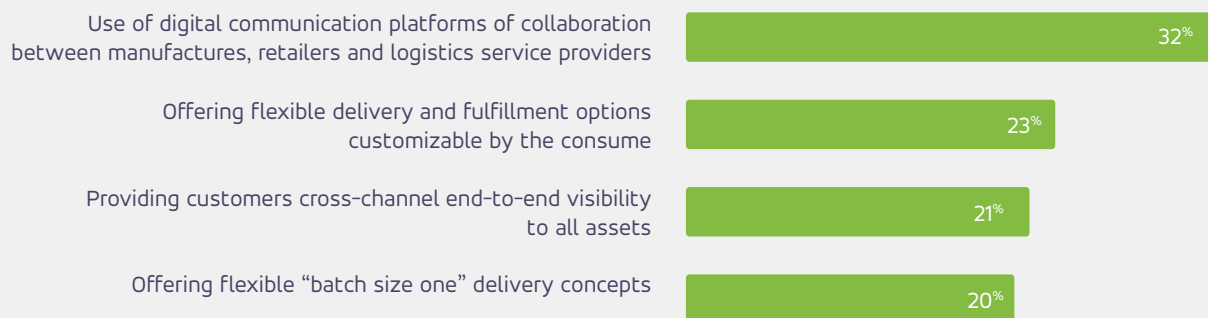 Use of digital communication platforms of collaboration
between manufactures, retailers and logistics service providers
32%
Offering flexible delivery and fulfillment options
customizable by the consume
23%
Providing customers cross-channel end-to-end visibility
to all assets
21%
Offering flexible “batch size one” delivery concepts
20%